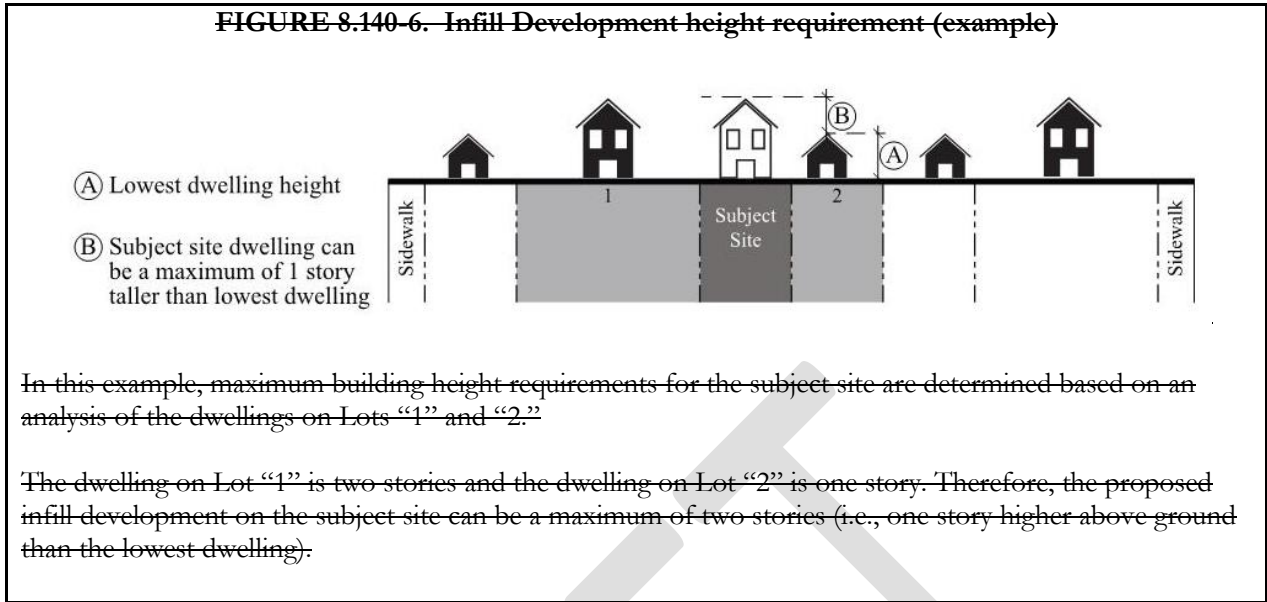 FIGURE 8.140-6. Infill Development height requirement (example)
B
A
A Lowest dwelling height
B Subject site dwelling can
be a maximum of 1 story
taller than lowest dwelling
Sidewalk
1
Subject
Site
2
Sidewalk
In this example, maximum building height requirements for the subject site are determined based on an
analysis of the dwellings on Lots “1” and “2.”
The dwelling on Lot “1” is two stories and the dwelling on Lot “2” is one story. Therefore, the proposed
infill development on the subject site can be a maximum of two stories (i.e., one story higher above ground
than the lowest dwelling).